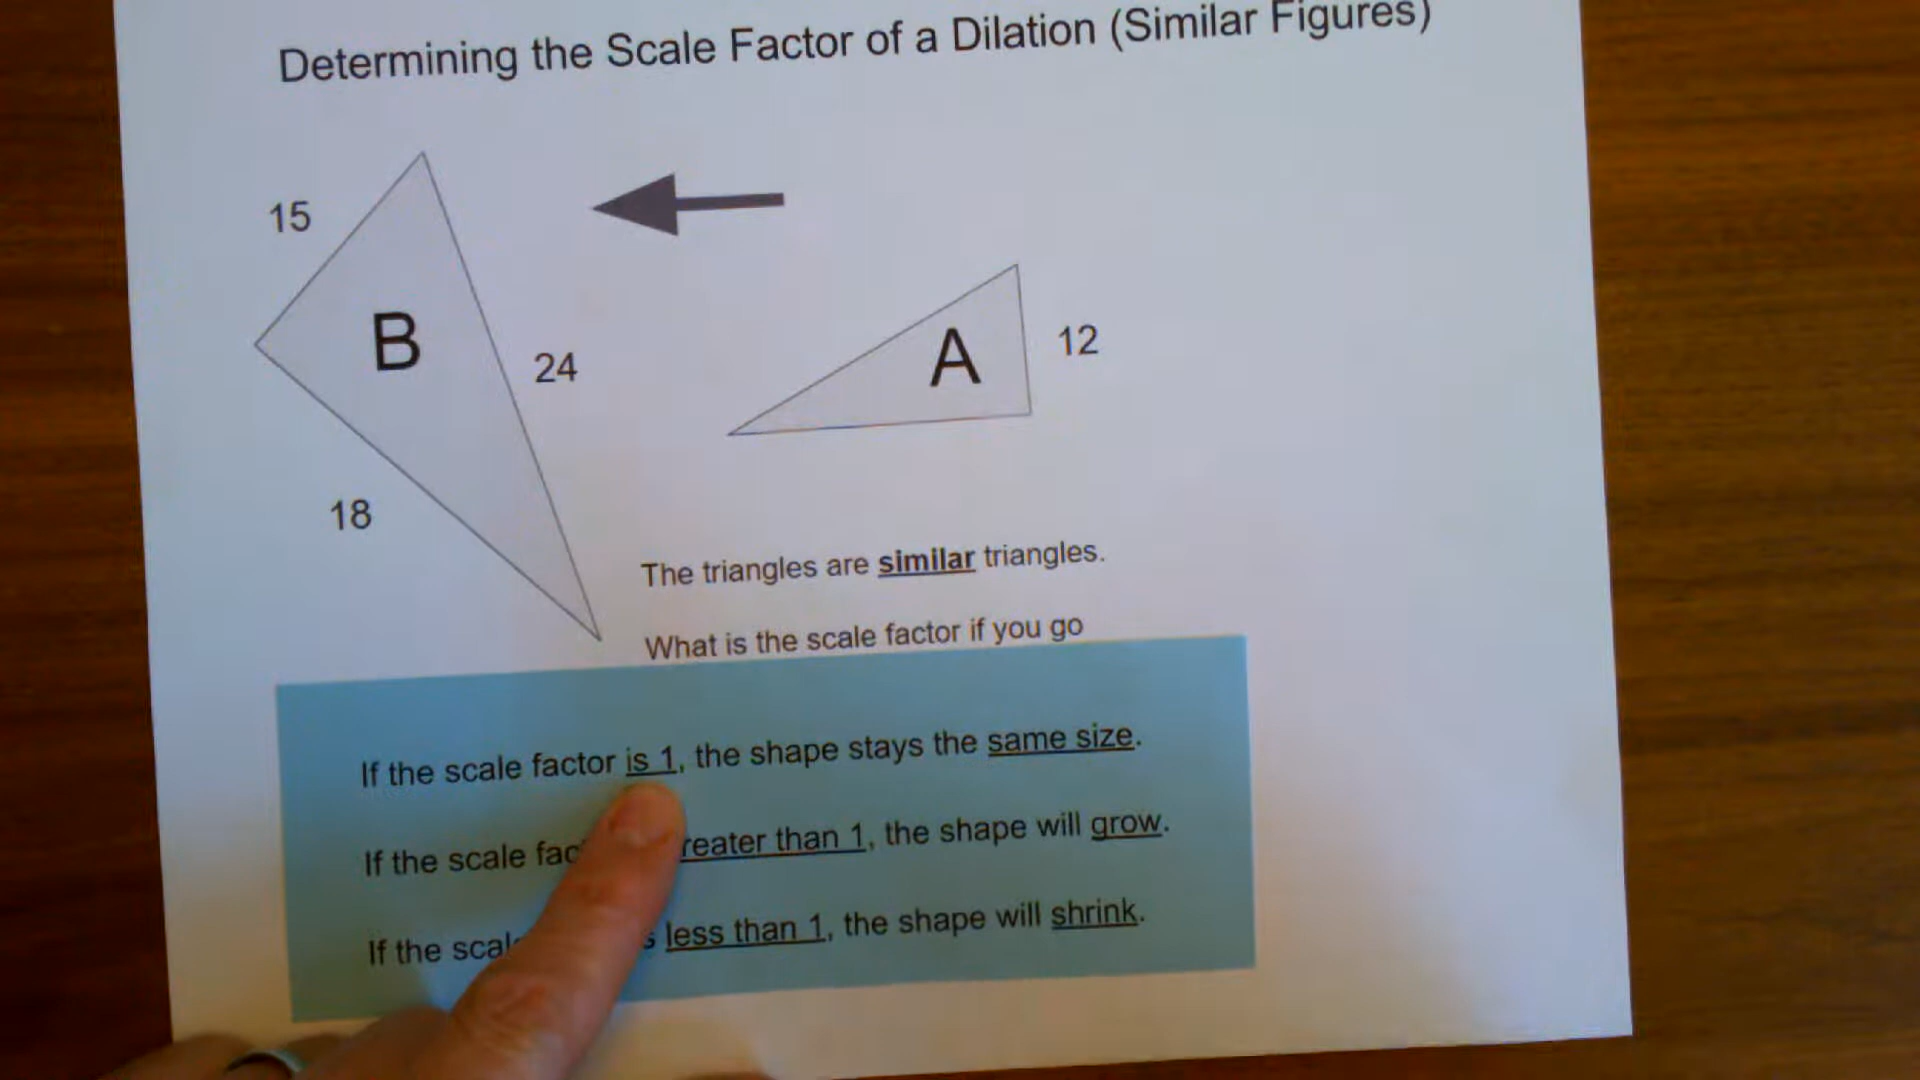 Determining the Scale Factor of a Dilation (Similar Figures)
15
B
24
18
A
12
The triangles are similar triangles.
What is the scale factor if you go
If the scale factor is 1, the shape stays the same size.
If the scale fac reater than 1, the shape will grow.
If the scal s less than 1, the shape will shrink.